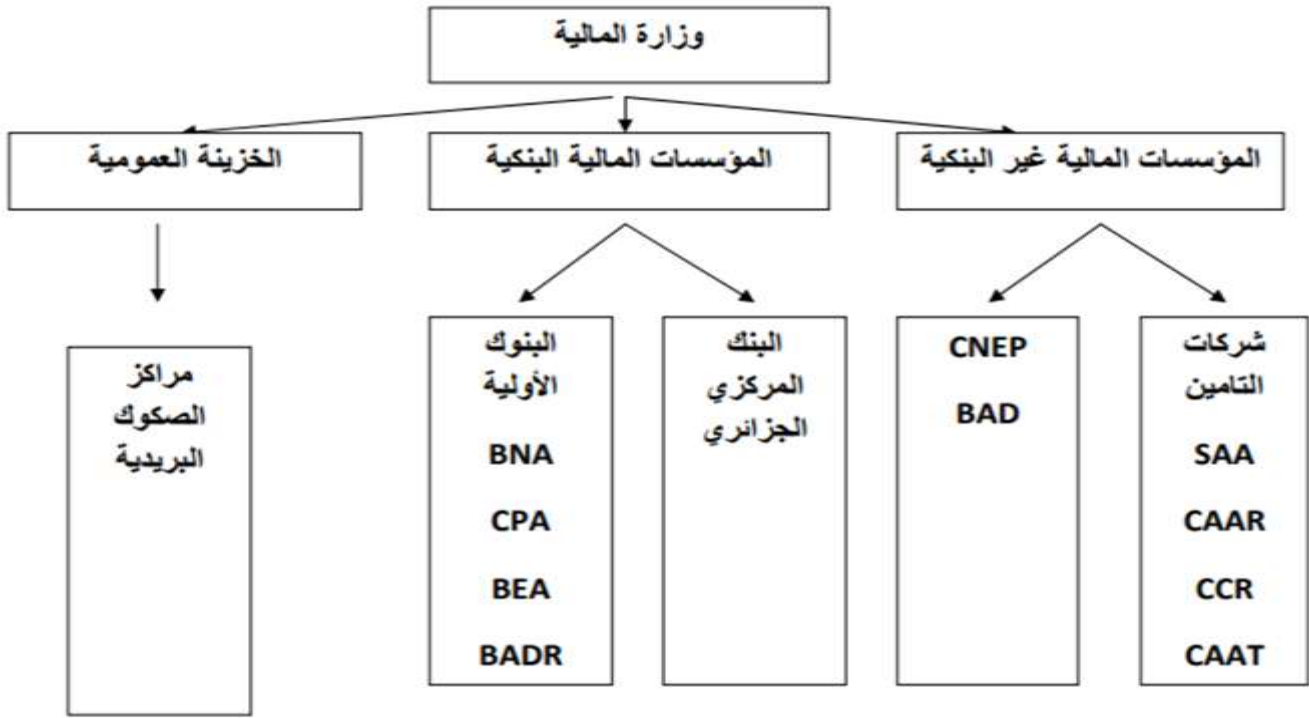 وزارة المالية
المؤسسات المالية غير البنكية
المؤسسات المالية البنكية
الخزينة العمومية
شركات
التامين
SAA
CAAR
CCR
CAAT
CNEP
BAD
البنك
المركزي
الجزائري
البنوك
الأولية
BNA
CPA
BEA
BADR
مراكز
الصكوك
البريدية